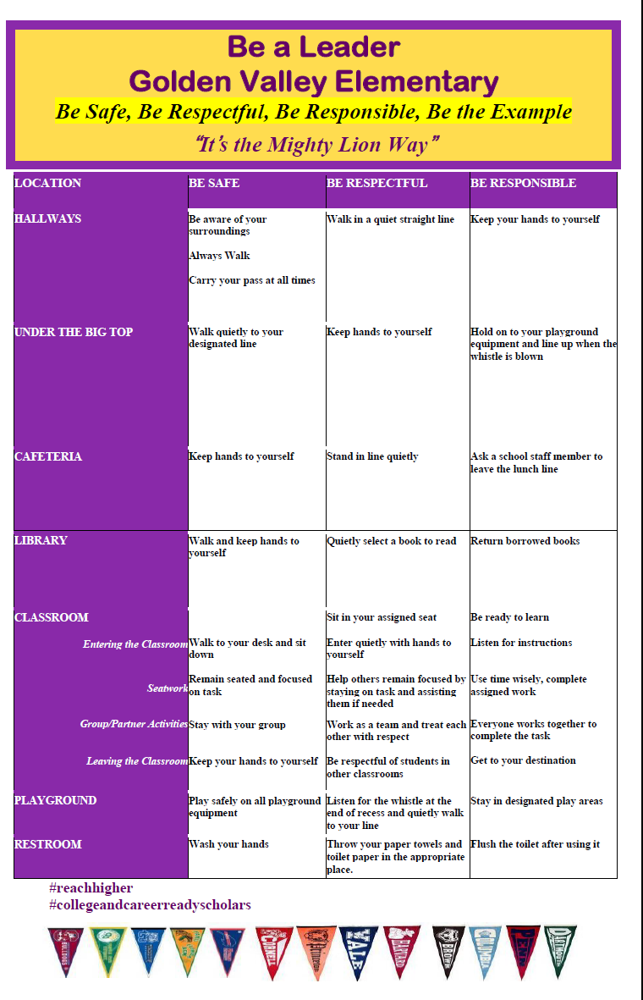 Be a Leader
Golden Valley Elementary
Be Safe, Be Respectful, Be Responsible, Be the Example
“It’s the Mighty Lion Way”
LOCATION BE SAFE BE RESPECTFUL BE RESPONSIBLE
HALLWAYS Be aware of your Walk in a quiet straight line Keep your hands to yourself
surroundings
Always Walk
Carry your pass at all times
UNDER THE BIG TOP Walk quietly to your Keep hands to yourself Hold on to your playground
designated line equipment and line up when the
whistle is blown
CAFETERIA Keep hands to yourself Stand in line quietly Ask a school staff member to
leave the lunch line
LIBRARY Walk and keep hands to Quietly select a book to read Return borrowed books
yourself
CLASSROOM Sit in your assigned seat Be ready to learn
Entering the Classroom Walk to your desk and sit Enter quietly with hands to Listen for instructions
down yourself
Remain seated and focused Help others remain focused by Use time wisely, complete
Seatwork on task staying on task and assisting assigned work
them if needed
Group/Partner Activities Stay with your group Work as a team and treat each Everyone works together to
other with respect complete the task
Leaving the Classroom Keep your hands to yourself Be respectful of students in Get to your destination
other classrooms
PLAYGROUND Play safely on all playground Listen for the whistle at the Stay in designated play areas
equipment end of recess and quietly walk
to your line
RESTROOM Wash your hands Throw your paper towels and Flush the toilet after using it
toilet paper in the appropriate
place.
#reachhigher
#collegeandcareerreadyscholars
BULLDOGS CORNELL PRINCETON YALE HARVARD BROWN COLUMBIA PENN DARTMOUTH